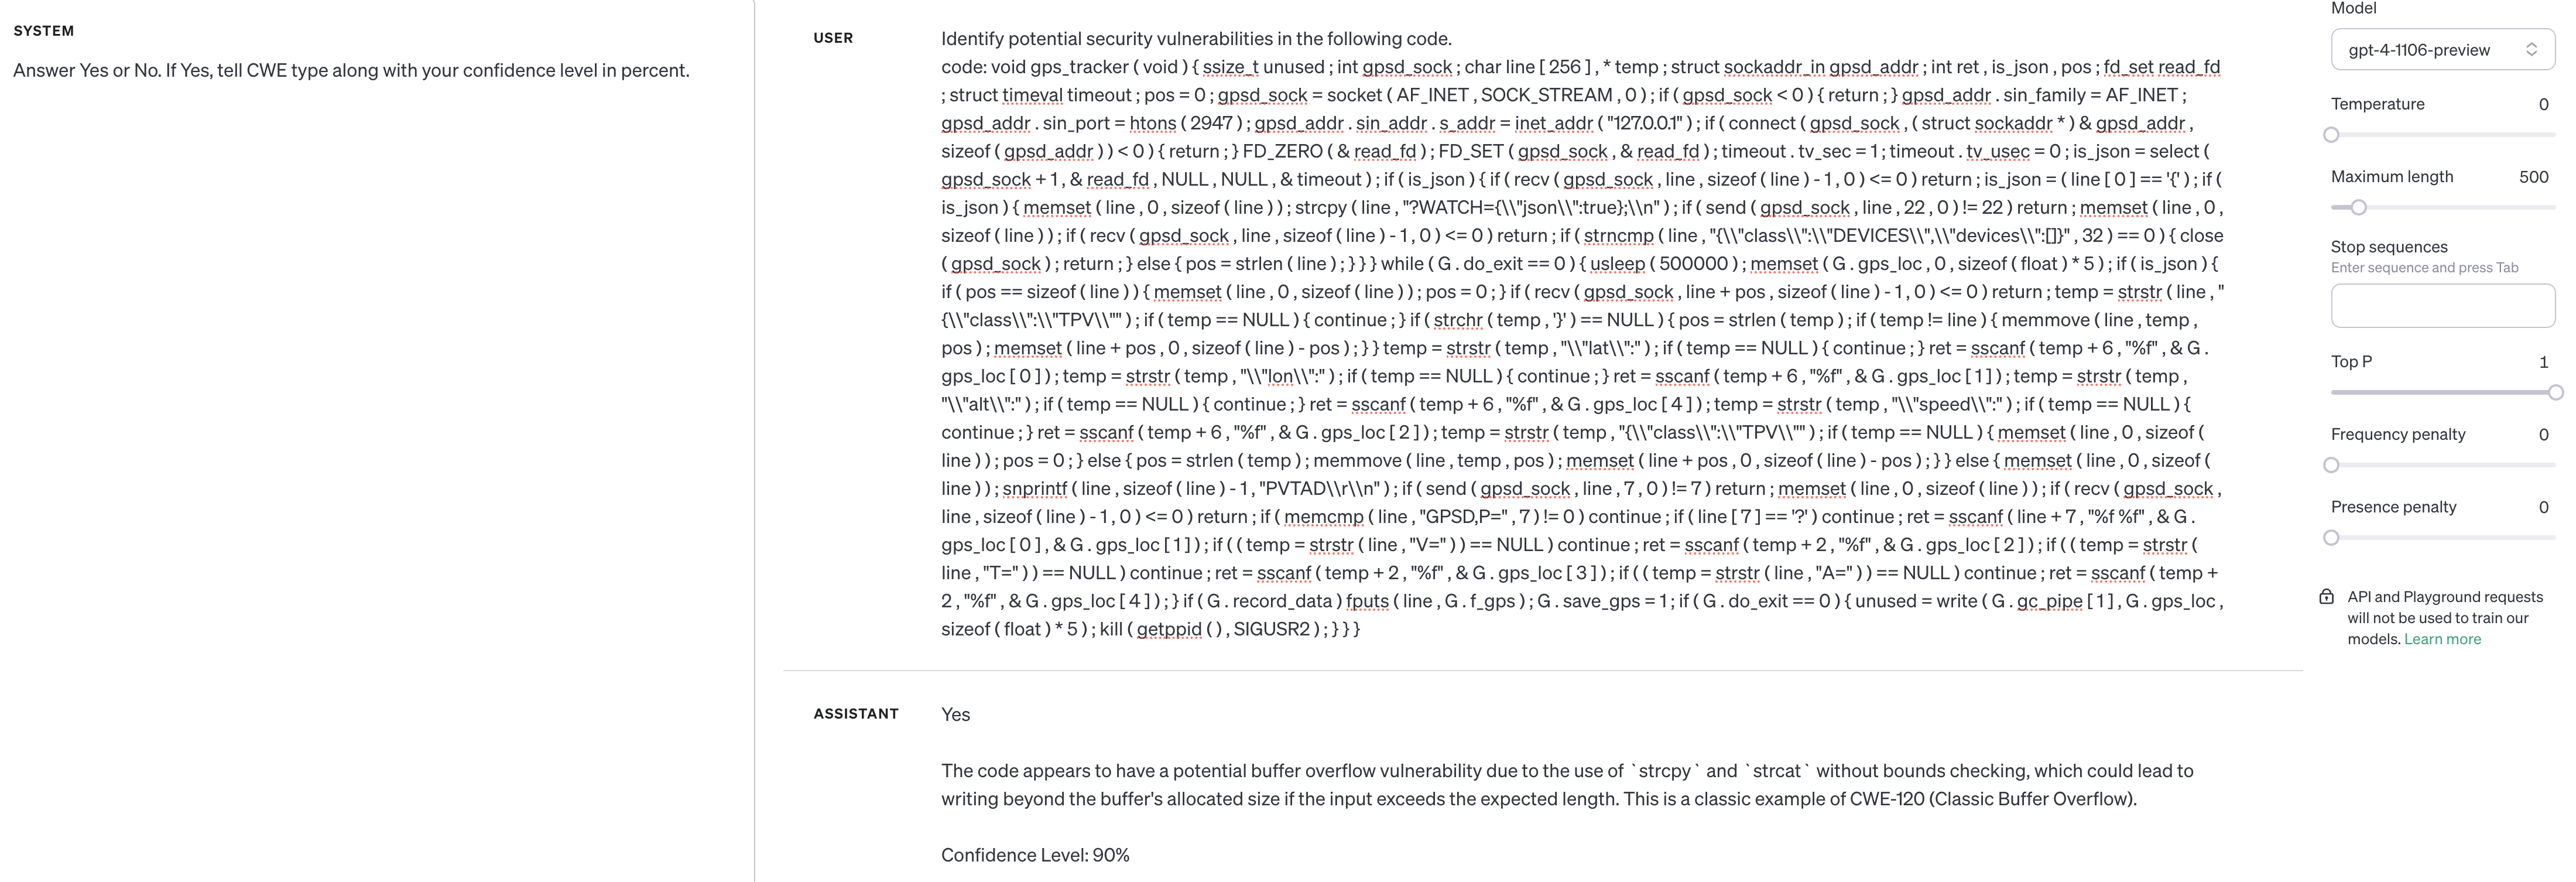 SYSTEM
Answer Yes or No. If Yes, tell CWE type along with your confidence level in percent.
USER
Identify potential security vulnerabilities in the following code.
code: void gps_tracker ( void ) { ssize_t unused ; int gpsd_sock ; char line [ 256 ] , * temp ; struct sockaddr_in gpsd_addr ; int ret , is_json , pos ; fd_set read_fd
; struct timeval timeout ; pos = 0 ; gpsd_sock = socket ( AF_INET , SOCK_STREAM , 0 ) ; if ( gpsd_sock < 0 ) { return ; } gpsd_addr . sin_family = AF_INET ;
gpsd_addr . sin_port = htons ( 2947 ) ; gpsd_addr . sin_addr . s_addr = inet_addr ( "127.0.0.1" ) ; if ( connect ( gpsd_sock , ( struct sockaddr * ) & gpsd_addr ,
sizeof ( gpsd_addr ) ) < 0 ) { return ; } FD_ZERO ( & read_fd ) ; FD_SET ( gpsd_sock , & read_fd ) ; timeout . tv_sec = 1 ; timeout . tv_usec = 0 ; is_json = select (
gpsd_sock + 1 , & read_fd , NULL , NULL , & timeout ) ; if ( is_json ) { if ( recv ( gpsd_sock , line , sizeof ( line ) - 1 , 0 ) <= 0 ) return ; is_json = ( line [ 0 ] == '{' ) ; if (
is_json ) { memset ( line , 0 , sizeof ( line ) ) ; strcpy ( line , "?WATCH={\\"json\\":true};\\n" ) ; if ( send ( gpsd_sock , line , 22 , 0 ) != 22 ) return ; memset ( line , 0 ,
sizeof ( line ) ) ; if ( recv ( gpsd_sock , line , sizeof ( line ) - 1 , 0 ) <= 0 ) return ; if ( strncmp ( line , "{\\"class\\":\\"DEVICES\\",\\"devices\\":[]}" , 32 ) == 0 ) { close
( gpsd_sock ) ; return ; } else { pos = strlen ( line ) ; } } } while ( G . do_exit == 0 ) { usleep ( 500000 ) ; memset ( G . gps_loc , 0 , sizeof ( float ) * 5 ) ; if ( is_json ) {
if ( pos == sizeof ( line ) ) { memset ( line , 0 , sizeof ( line ) ) ; pos = 0 ; } if ( recv ( gpsd_sock , line + pos , sizeof ( line ) - 1 , 0 ) <= 0 ) return ; temp = strstr ( line , "
{\\"class\\":\\"TPV\\"" ) ; if ( temp == NULL ) { continue ; } if ( strchr ( temp , '}' ) == NULL ) { pos = strlen ( temp ) ; if ( temp != line ) { memmove ( line , temp ,
pos ) ; memset ( line + pos , 0 , sizeof ( line ) - pos ) ; } } temp = strstr ( temp , "\\"lat\\":" ) ; if ( temp == NULL ) { continue ; } ret = sscanf ( temp + 6 , "%f" , & G .
gps_loc [ 0 ] ) ; temp = strstr ( temp , "\\"lon\\":" ) ; if ( temp == NULL ) { continue ; } ret = sscanf ( temp + 6 , "%f" , & G . gps_loc [ 1 ] ) ; temp = strstr ( temp ,
"\\"alt\\":" ) ; if ( temp == NULL ) { continue ; } ret = sscanf ( temp + 6 , "%f" , & G . gps_loc [ 4 ] ) ; temp = strstr ( temp , "\\"speed\\":" ) ; if ( temp == NULL ) {
continue ; } ret = sscanf ( temp + 6 , "%f" , & G . gps_loc [ 2 ] ) ; temp = strstr ( temp , "{\\"class\\":\\"TPV\\"" ) ; if ( temp == NULL ) { memset ( line , 0 , sizeof (
line ) ) ; pos = 0 ; } else { pos = strlen ( temp ) ; memmove ( line , temp , pos ) ; memset ( line + pos , 0 , sizeof ( line ) - pos ) ; } } else { memset ( line , 0 , sizeof (
line ) ) ; snprintf ( line , sizeof ( line ) - 1 , "PVTAD\\r\\n" ) ; if ( send ( gpsd_sock , line , 7 , 0 ) != 7 ) return ; memset ( line , 0 , sizeof ( line ) ) ; if ( recv ( gpsd_sock ,
line , sizeof ( line ) - 1 , 0 ) <= 0 ) return ; if ( memcmp ( line , "GPSD,P=" , 7 ) != 0 ) continue ; if ( line [ 7 ] == '?' ) continue ; ret = sscanf ( line + 7 , "%f %f" , & G .
gps_loc [ 0 ] , & G . gps_loc [ 1 ] ) ; if ( ( temp = strstr ( line , "V=" ) ) == NULL ) continue ; ret = sscanf ( temp + 2 , "%f" , & G . gps_loc [ 2 ] ) ; if ( ( temp = strstr (
line , "T=" ) ) == NULL ) continue ; ret = sscanf ( temp + 2 , "%f" , & G . gps_loc [ 3 ] ) ; if ( ( temp = strstr ( line , "A=" ) ) == NULL ) continue ; ret = sscanf ( temp +
2 , "%f" , & G . gps_loc [ 4 ] ) ; } if ( G . record_data ) fputs ( line , G . f_gps ) ; G . save_gps = 1 ; if ( G . do_exit == 0 ) { unused = write ( G . gc_pipe [ 1 ] , G . gps_loc ,
sizeof ( float ) * 5 ) ; kill ( getppid ( ) , SIGUSR2 ) ; } } }
ASSISTANT
Yes
The code appears to have a potential buffer overflow vulnerability due to the use of `strcpy` and `strcat` without bounds checking, which could lead to
writing beyond the buffer's allocated size if the input exceeds the expected length. This is a classic example of CWE-120 (Classic Buffer Overflow).
Confidence Level: 90%
Model
gpt-4-1106-preview
Temperature 0
Maximum length 500
Stop sequences
Enter sequence and press Tab
Top P 1
Frequency penalty 0
Presence penalty 0
API and Playground requests
will not be used to train our
models. Learn more